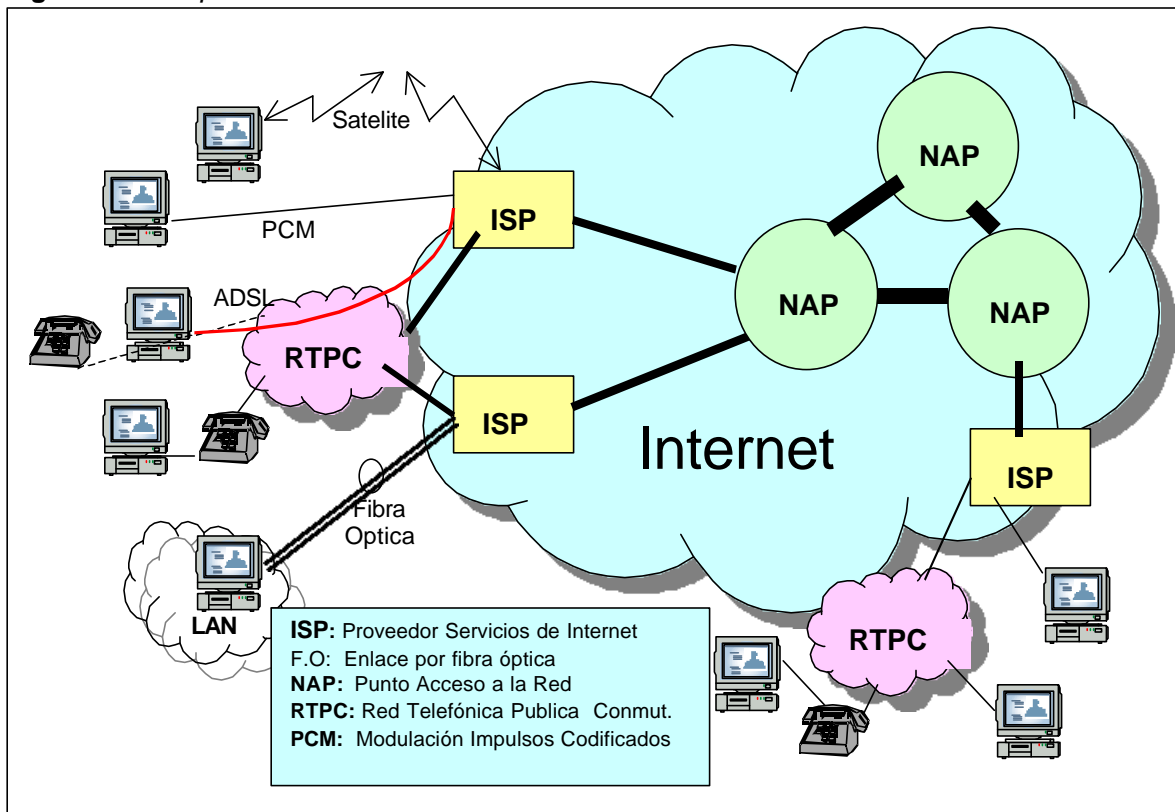 Satelite
NAP
ISP
PCM
ADSL
NAP
NAP
RTPC
ISP
Internet
ISP
Fibra
Optica
LAN
RTPC
ISP: Proveedor Servicios de Internet
F.O: Enlace por fibra óptica
NAP: Punto Acceso a la Red
RTPC: Red Telefónica Publica Conmut.
PCM: Modulación Impulsos Codificados